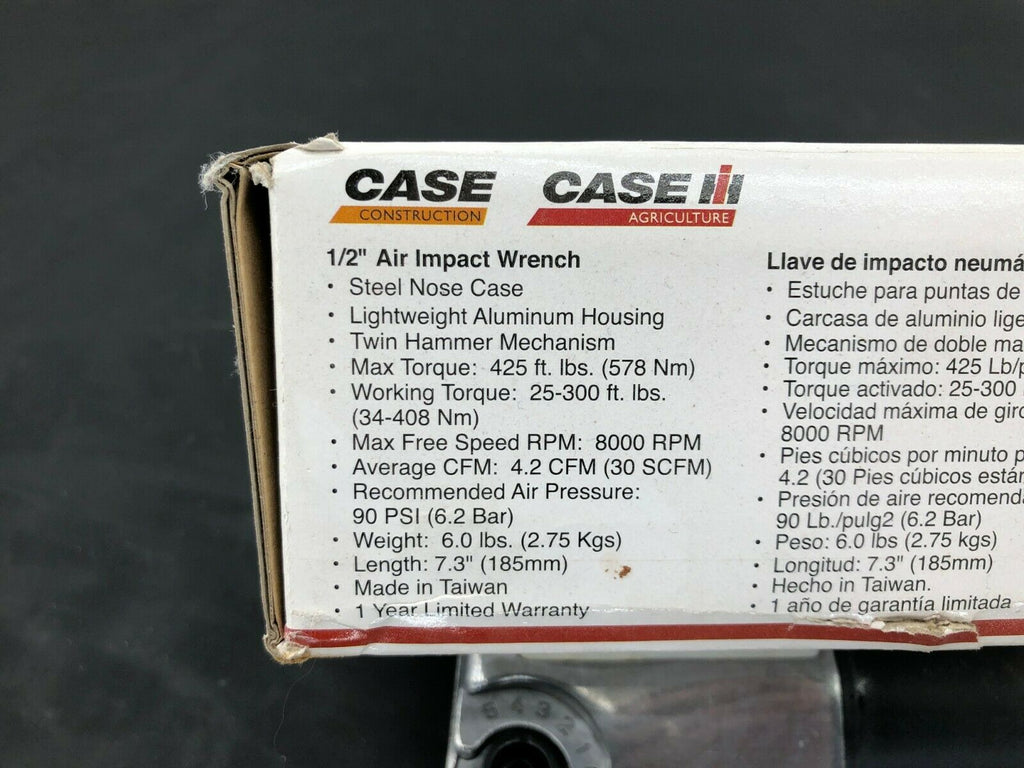 CASE
CONSTRUCTION
CASE IH
AGRICULTURE
1/2" Air Impact Wrench
• Steel Nose Case
• Lightweight Aluminum Housing
• Twin Hammer Mechanism
• Max Torque: 425 ft. lbs. (578 Nm)
• Working Torque: 25-300 ft. lbs.
(34-408 Nm)
• Max Free Speed RPM: 8000 RPM
• Average CFM: 4.2 CFM (30 SCFM)
• Recommended Air Pressure:
90 PSI (6.2 Bar)
• Weight: 6.0 lbs. (2.75 Kgs)
• Length: 7.3" (185mm)
• Made in Taiwan
• 1 Year Limited Warranty
Llave de impacto
• Estuche para puntas de
• Carcasa de aluminio
• Mecanismo de doble
• Torque máximo: 425
• Torque activado: 25-300
• Velocidad máxima de
8000 RPM
• Pies cúbicos por minuto
4.2 (30 Pies cúbicos
• Presión de aire
90 Lb./pulg2 (6.2 Bar)
• Peso: 6.0 lbs (2.75 kgs)
• Longitud: 7.3" (185mm)
• Hecho in Taiwan.
• 1 año de garantía limitada
5 4 3 2 1